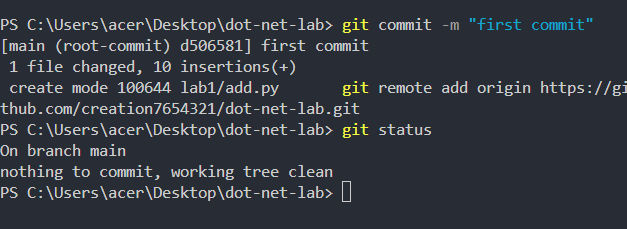 PS C:\Users\acer\Desktop\dot-net-lab> git commit -m "first commit"
[main (root-commit) d506581] first commit
 1 file changed, 10 insertions(+)
 create mode 100644 lab1/add.py      git remote add origin https://gi
thub.com/creation7654321/dot-net-lab.git
PS C:\Users\acer\Desktop\dot-net-lab> git status
On branch main
nothing to commit, working tree clean
PS C:\Users\acer\Desktop\dot-net-lab>